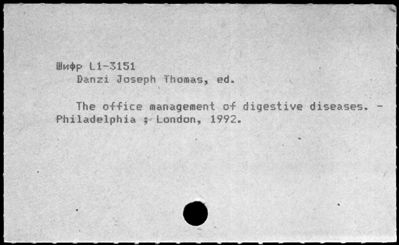 Шифр L1-3151
Danzi Joseph Thomas, ed.
The office management of digestive diseases. -
Philadelphia ; London, 1992.